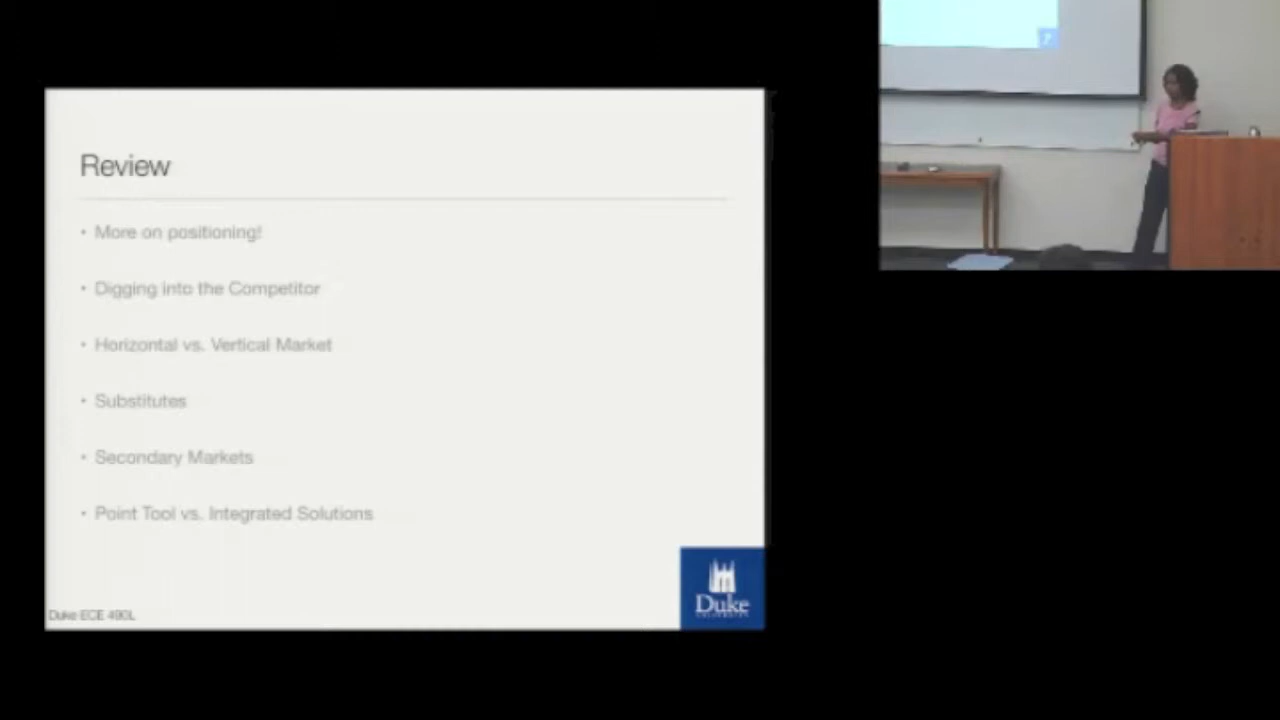 Review
• More on positioning!
• Digging into the Competitor
• Horizontal vs. Vertical Market
• Substitutes
• Secondary Markets
• Point Tool vs. Integrated Solutions
Duke ECE 490L
Duke
UNIVERSITY